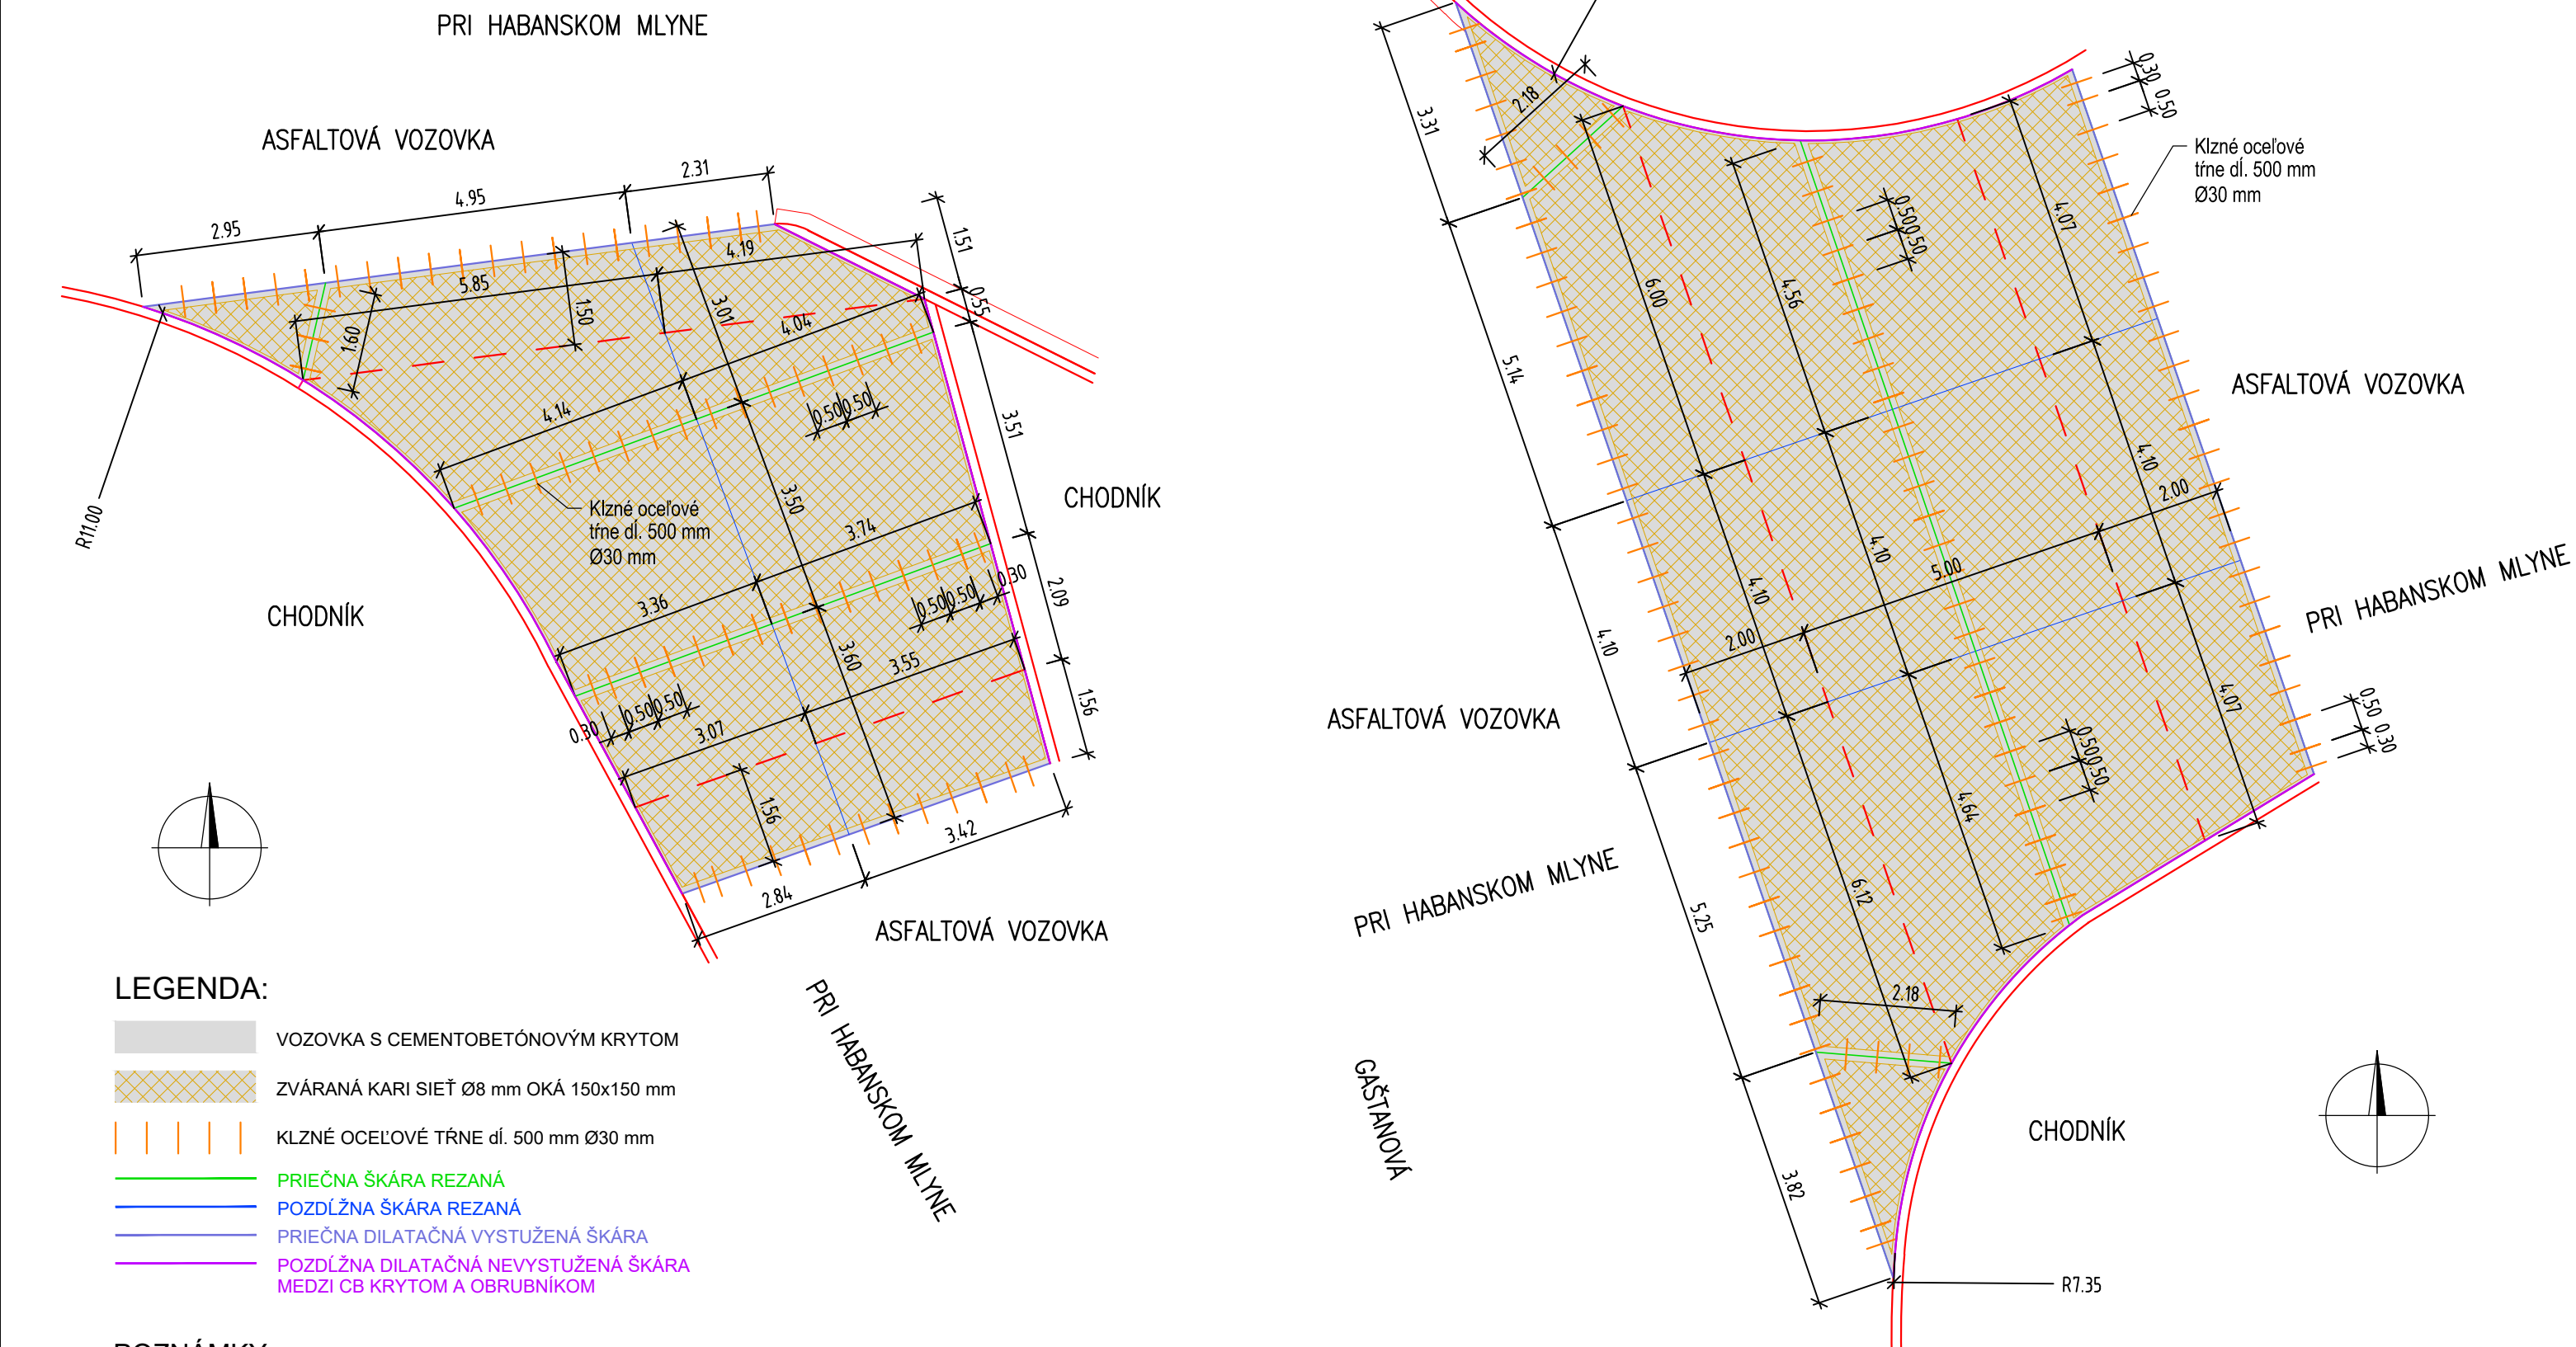 PRI HABANSKOM MLYNE
ASFALTOVÁ VOZOVKA
2.95
4.95
2.31
5.85
4.19
1.60
1.50
3.01
4.04
4.14
0.50
0.50
1.51
0.55
3.51
2.09
1.56
R11.00
Klzné oceľové
tŕne dĺ. 500 mm
Ø30 mm
3.50
3.74
3.36
CHODNÍK
CHODNÍK
0.50
0.50
0.30
3.60
3.55
0.30
0.50
0.50
3.07
1.56
3.42
2.84
ASFALTOVÁ VOZOVKA
PRI HABANSKOM MLYNE
LEGENDA:
VOZOVKA S CEMENTOBETÓNOVÝM KRYTOM
ZVÁRANÁ KARI SIEŤ Ø8 mm OKÁ 150x150 mm
KLZNÉ OCEĽOVÉ TŔNE dĺ. 500 mm Ø30 mm
PRIEČNA ŠKÁRA REZANÁ
POZDĹŽNA ŠKÁRA REZANÁ
PRIEČNA DILATAČNÁ VYSTUŽENÁ ŠKÁRA
POZDĹŽNA DILATAČNÁ NEVYSTUŽENÁ ŠKÁRA
MEDZI CB KRYTOM A OBRUBNÍKOM
3.31
2.18
0.30
0.50
Klzné oceľové
tŕne dĺ. 500 mm
Ø30 mm
6.00
4.56
0.50
0.50
4.07
5.14
ASFALTOVÁ VOZOVKA
4.10
4.10
4.10
2.00
5.00
2.00
4.10
PRI HABANSKOM MLYNE
ASFALTOVÁ VOZOVKA
4.07
0.50
0.30
0.50
0.50
4.64
6.12
PRI HABANSKOM MLYNE
5.25
2.18
GAŠTANOVÁ
CHODNÍK
3.82
R7.35